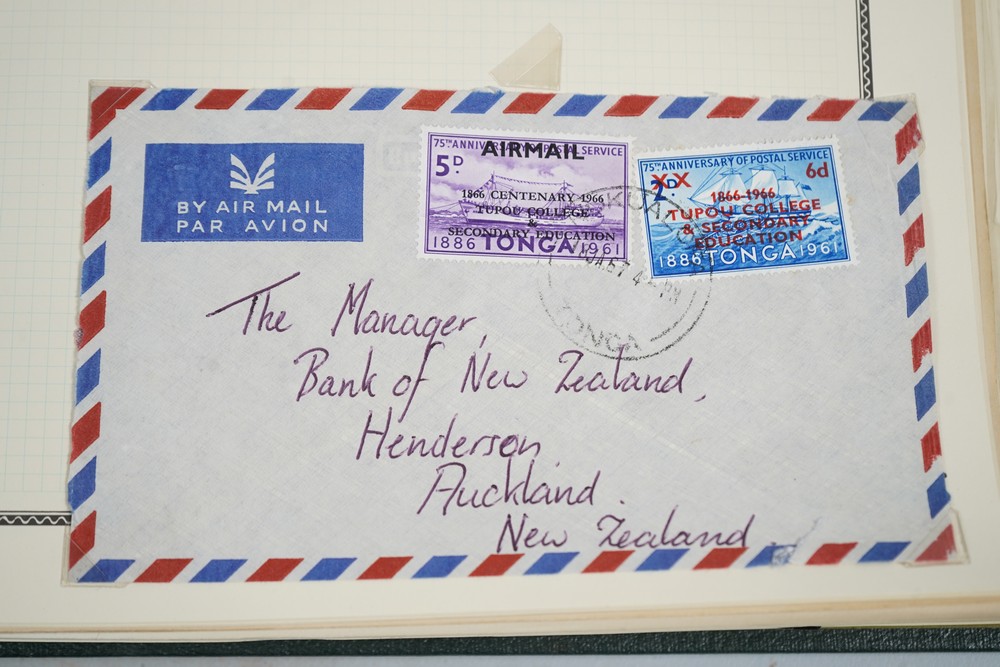 BY AIR MAIL
PAR AVION
75TH ANNIVERSARY OF POSTAL SERVICE
AIRMAIL
5D.
1866 CENTENARY 1966
TUPOU COLLEGE
&
SECONDARY EDUCATION
1886 TONGA 1961
75TH ANNIVERSARY OF POSTAL SERVICE
XX 6d
2D.
1866-1966
TUPOU COLLEGE
& SECONDARY
EDUCATION
1886 TONGA 1961
TONGA
The Manager,
Bank of New Zealand,
Henderson
Auckland.
New Zealand